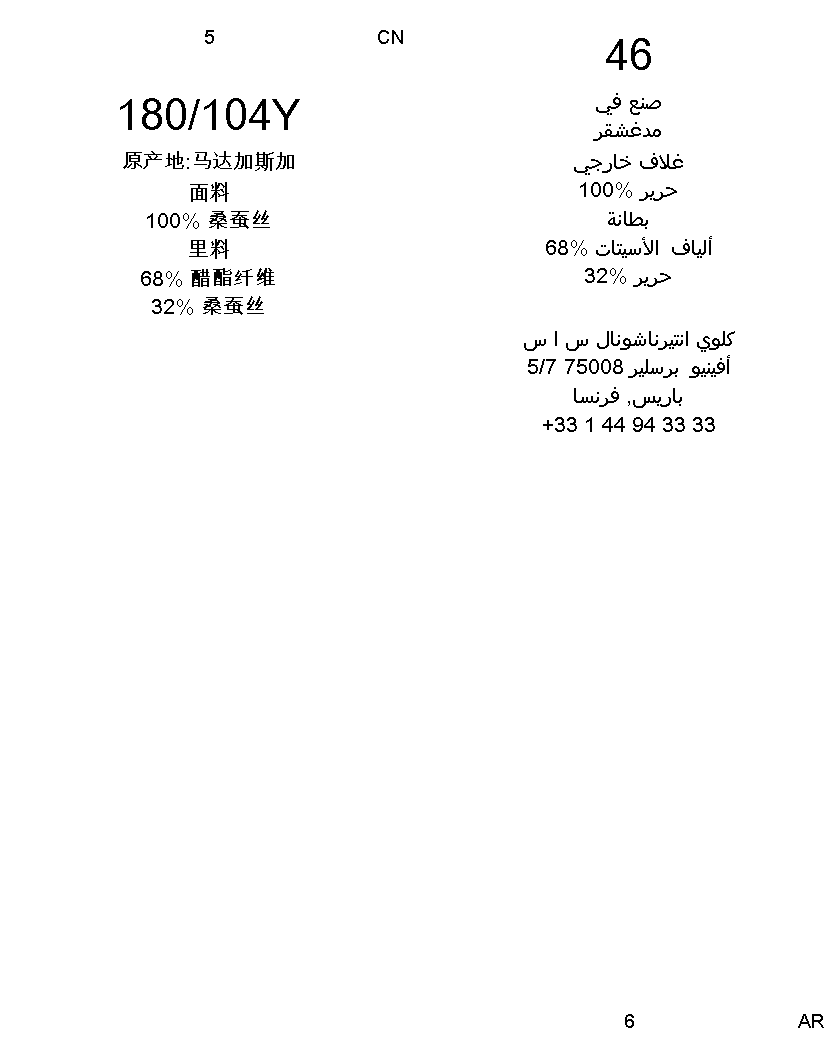 5
CN
180/104Y
原产地:马达加斯加
面料
100% 桑蚕丝
里料
68% 醋酯纤维
32% 桑蚕丝
46
صنع في
مدغشقر
غلاف خارجي
حرير %100
بطانة
ألياف الأسيتات %68
حرير %32
كلوي انتيرناشونال س ا س
أفينيو برسلير 75008 5/7
باريس, فرنسا
+33 1 44 94 33 33
6
AR